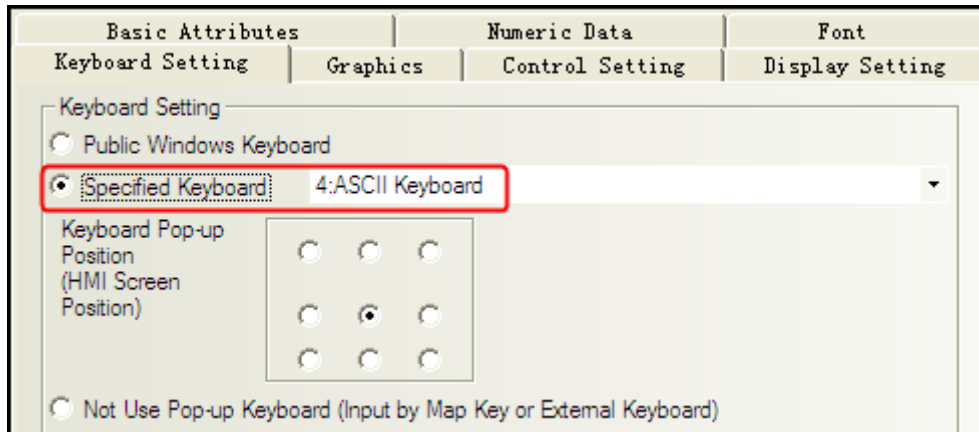 Basic Attributes Numeric Data Font
Keyboard Setting Graphics Control Setting Display Setting
Keyboard Setting
Public Windows Keyboard
Specified Keyboard 4:ASCII Keyboard
Keyboard Pop-up
Position
(HMI Screen
Position)
Not Use Pop-up Keyboard (Input by Map Key or External Keyboard)